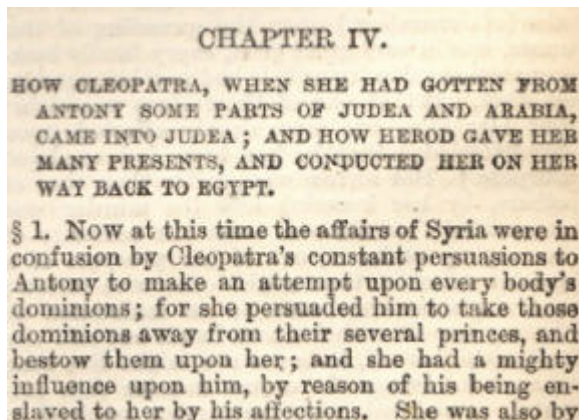 CHAPTER IV.
HOW CLEOPATRA, WHEN SHE HAD GOTTEN FROM
ANTONY SOME PARTS OF JUDEA AND ARABIA,
CAME INTO JUDEA ; AND HOW HEROD GAVE HER
MANY PRESENTS, AND CONDUCTED HER ON HER
WAY BACK TO EGYPT.
§ 1. Now at this time the affairs of Syria were in
confusion by Cleopatra's constant persuasions to
Antony to make an attempt upon every body's
dominions ; for she persuaded him to take those
dominions away from their several princes, and
bestow them upon her ; and she had a mighty
influence upon him, by reason of his being en-
slaved to her by his affections. She was also by